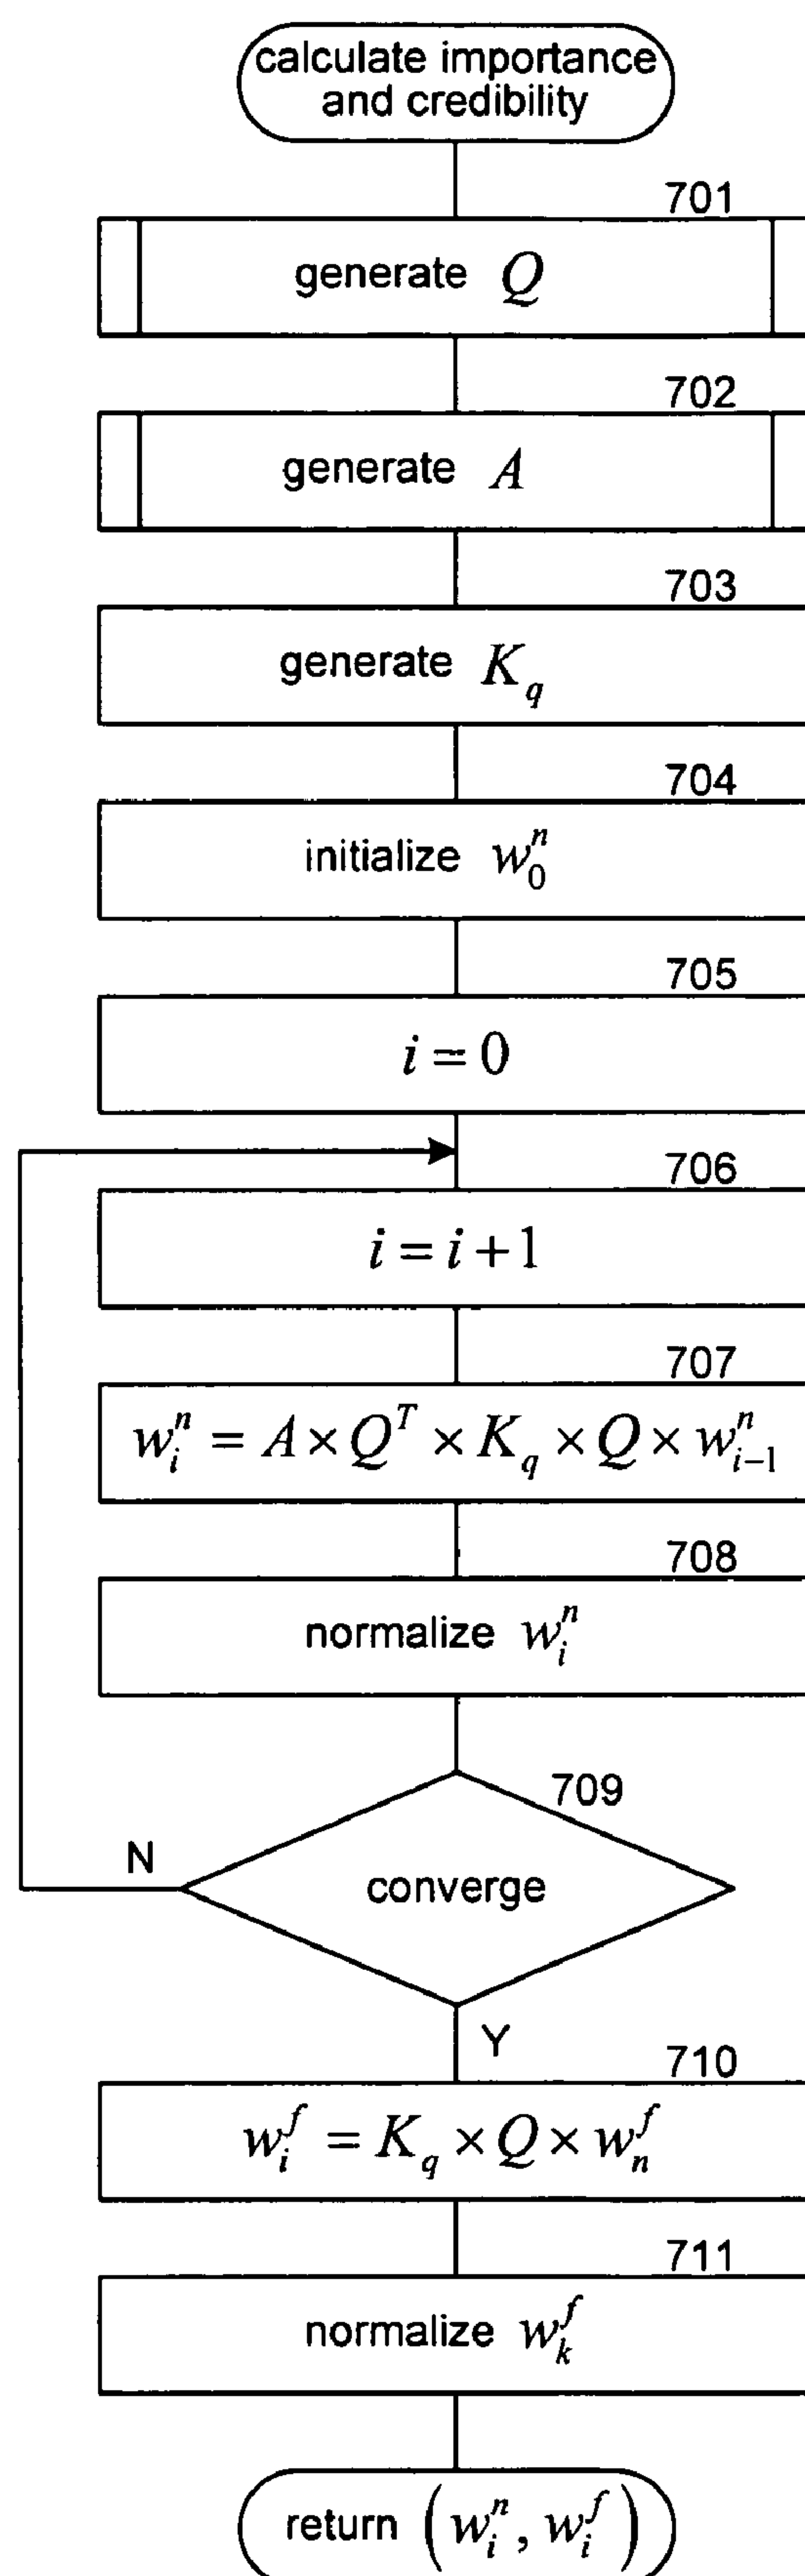 calculate importance
and credibility
701
generate Q
702
generate A
703
generate K_q
704
initialize w_0^n
705
i = 0
706
i = i + 1
707
w_i^n = A × Q^T × K_q × Q × w_{i-1}^n
708
normalize w_i^n
709
converge
N
Y
710
w_i^f = K_q × Q × w_n^f
711
normalize w_k^f
return (w_i^n, w_i^f)